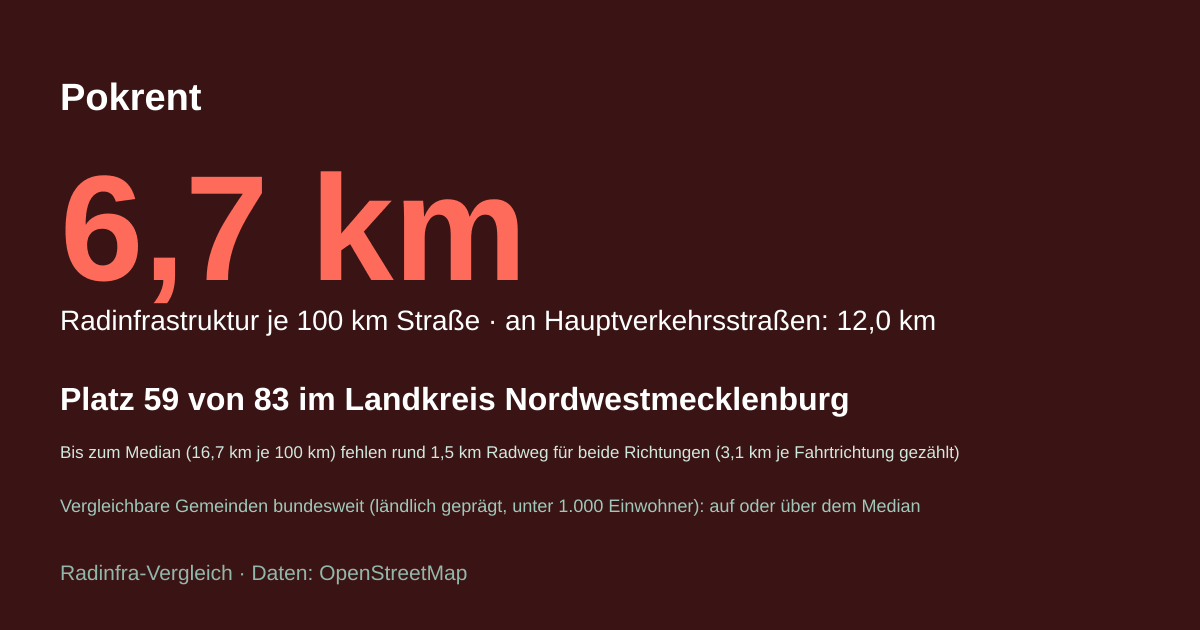 Pokrent
6,7 km
Radinfrastruktur je 100 km Straße · an Hauptverkehrsstraßen: 12,0 km
Platz 59 von 83 im Landkreis Nordwestmecklenburg
Bis zum Median (16,7 km je 100 km) fehlen rund 1,5 km Radweg für beide Richtungen (3,1 km je Fahrtrichtung gezählt)
Vergleichbare Gemeinden bundesweit (ländlich geprägt, unter 1.000 Einwohner): auf oder über dem Median
Radinfra-Vergleich · Daten: OpenStreetMap